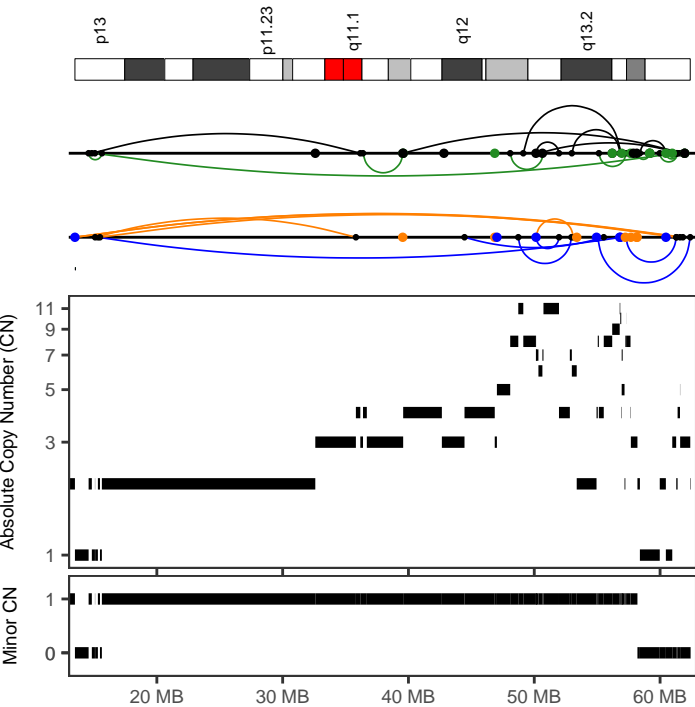 p13
p11.23
q11.1
q12
q13.2
Absolute Copy Number (CN)
11
9
7
5
3
1
Minor CN
1
0
20 MB
30 MB
40 MB
50 MB
60 MB